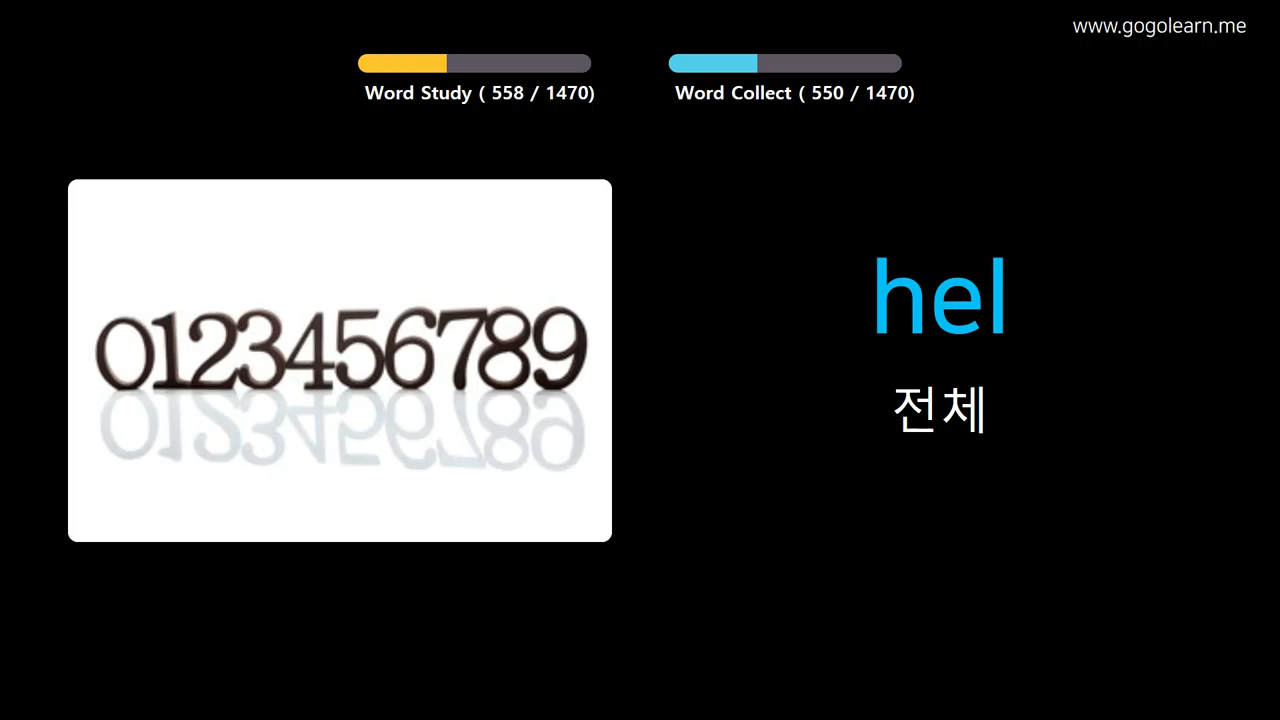 www.gogolearn.me
Word Study ( 558 / 1470)
Word Collect ( 550 / 1470)
0123456789
hel
전체